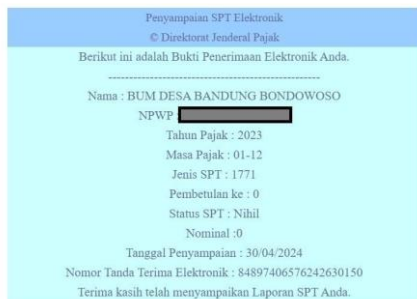 Penyampaian SPT Elektronik
© Direktorat Jenderal Pajak
Berikut ini adalah Bukti Penerimaan Elektronik Anda.
----------------------------------------------------
Nama : BUM DESA BANDUNG BONDOWOSO
NPWP :
Tahun Pajak : 2023
Masa Pajak : 01-12
Jenis SPT : 1771
Pembetulan ke : 0
Status SPT : Nihil
Nominal :0
Tanggal Penyampaian : 30/04/2024
Nomor Tanda Terima Elektronik : 84897406576242630150
Terima kasih telah menyampaikan Laporan SPT Anda.